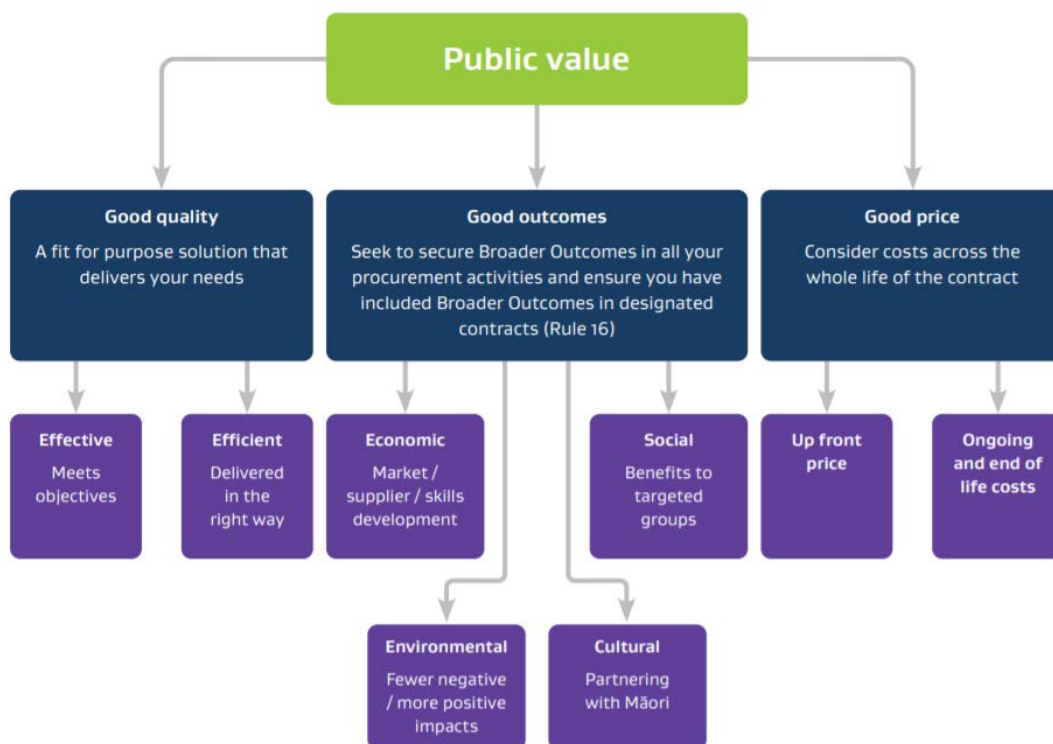 Public value
Good quality
A fit for purpose solution that
delivers your needs
Good outcomes
Seek to secure Broader Outcomes in all your
procurement activities and ensure you have
included Broader Outcomes in designated
contracts (Rule 16)
Good price
Consider costs across the
whole life of the contract
Effective
Meets
objectives
Efficient
Delivered
in the
right way
Economic
Market /
supplier / skills
development
Social
Benefits to
targeted
groups
Up front
price
Ongoing
and end of
life costs
Environmental
Fewer negative
/ more positive
impacts
Cultural
Partnering
with Māori